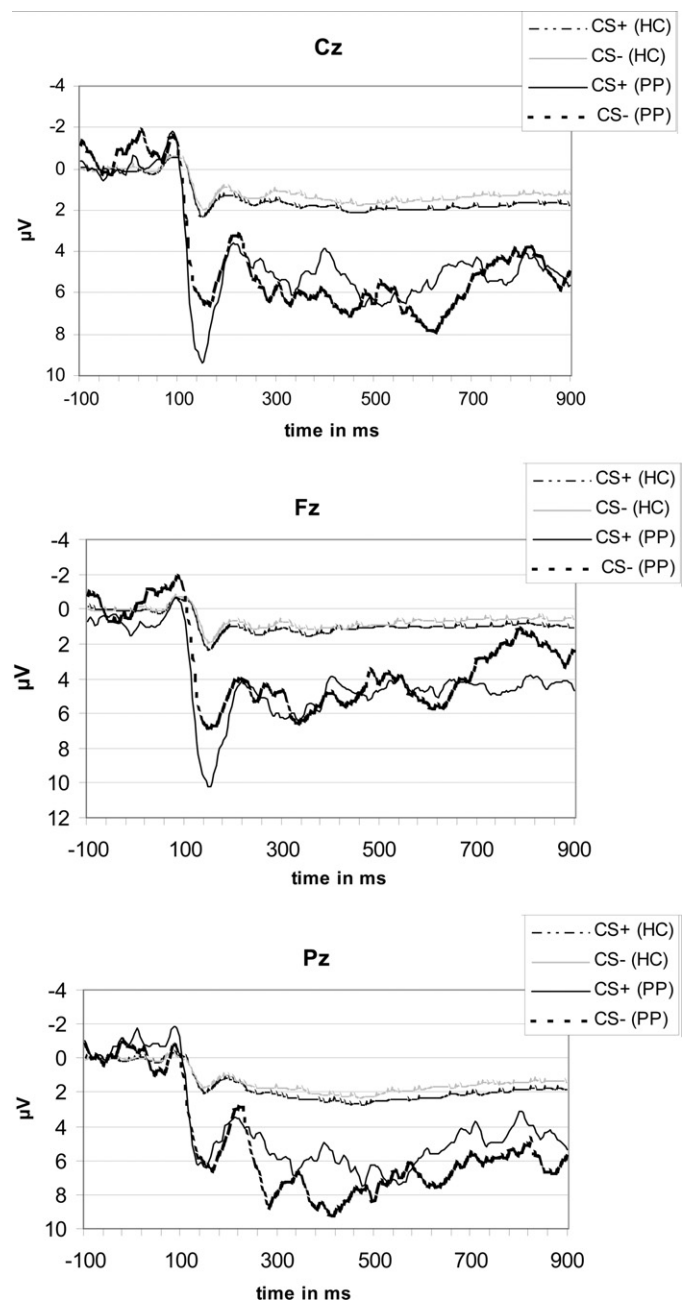 Cz
CS+ (HC)
CS- (HC)
CS+ (PP)
CS- (PP)
µV
-4
-2
0
2
4
6
8
10
-100 100 300 500 700 900
time in ms
Fz
CS+ (HC)
CS- (HC)
CS+ (PP)
CS- (PP)
µV
-4
-2
0
2
4
6
8
10
12
-100 100 300 500 700 900
time in ms
Pz
CS+ (HC)
CS- (HC)
CS+ (PP)
CS- (PP)
µV
-4
-2
0
2
4
6
8
10
-100 100 300 500 700 900
time in ms